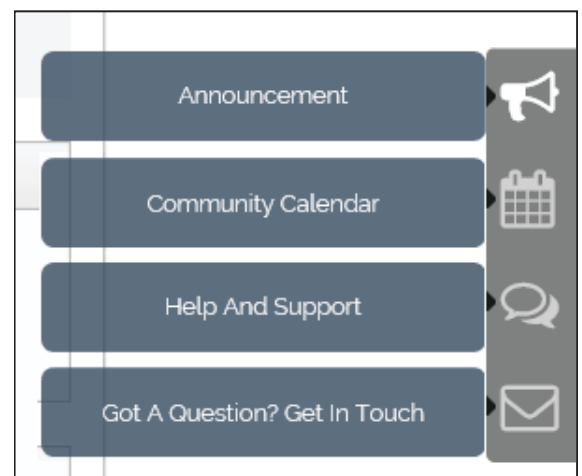 Announcement
Community Calendar
Help And Support
Got A Question? Get In Touch